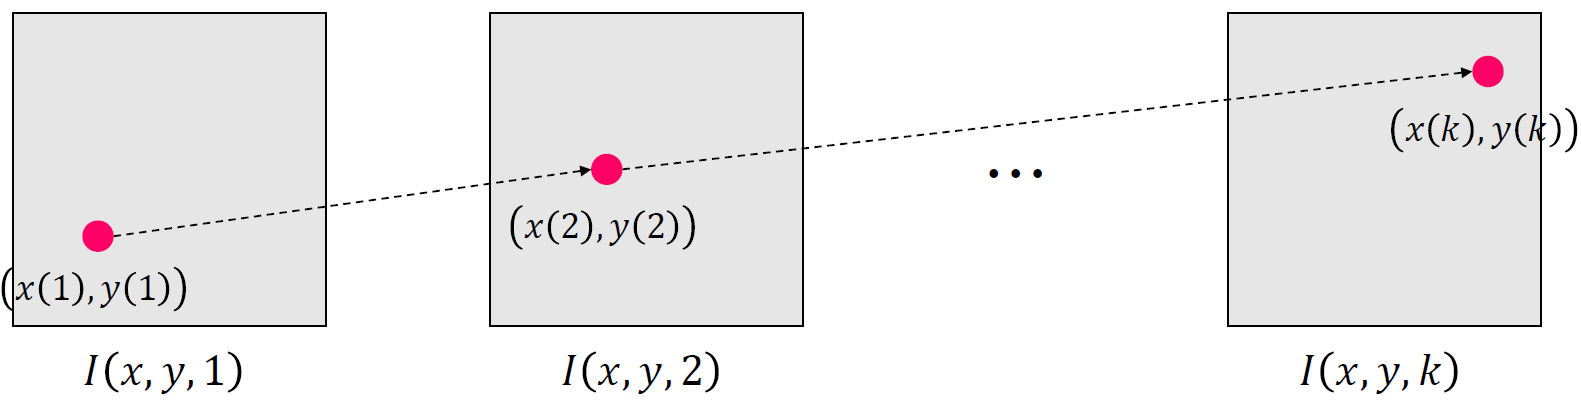 (x(k), y(k))
(x(2), y(2))
(x(1), y(1))
...
I(x, y, 1)
I(x, y, 2)
I(x, y, k)